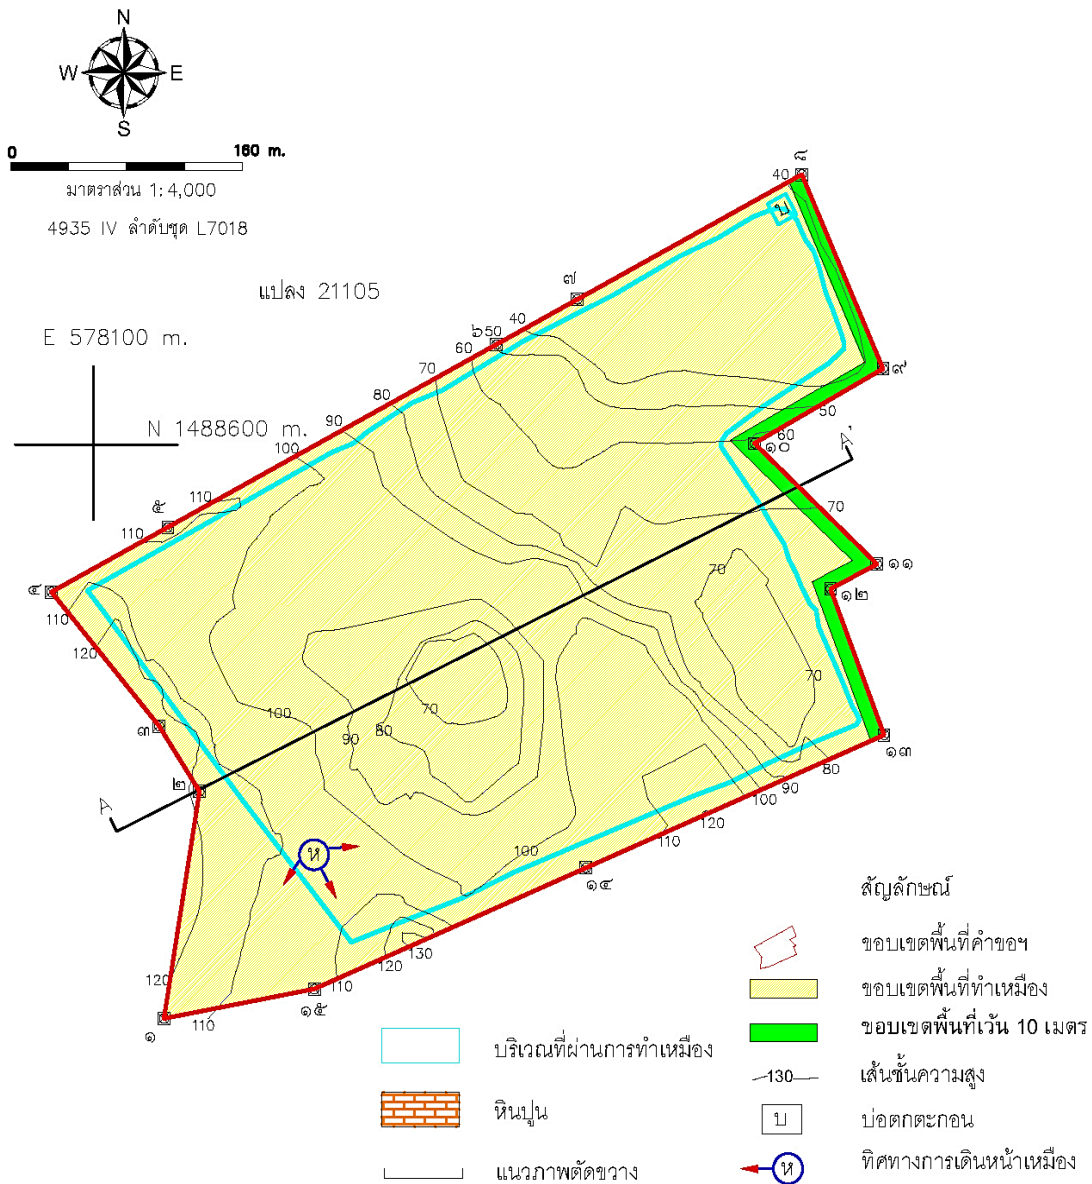 N
W E
S
0 160 m.
มาตราส่วน 1:4,000
4935 IV ลำดับชุด L7018
แปลง 21105
E 578100 m.
N 1488600 m.
๘
40
บ
๗
๖
50
40
60
70
80
90
100
๙
50
60
๑๐
A'
110
๕
110
70
๑๑
๔
70
๑๒
110
120
70
๓
100
70
80
90
๑๓
80
๒
90
100
A
120
110
ห
100
๑๔
สัญลักษณ์
ขอบเขตพื้นที่คำขอฯ
130
120
110
120
๑๕
๑
110
ขอบเขตพื้นที่ทำเหมือง
ขอบเขตพื้นที่เว้น 10 เมตร
บริเวณที่ผ่านการทำเหมือง
130
เส้นชั้นความสูง
หินปูน
บ
บ่อตกตะกอน
แนวภาพตัดขวาง
ห
ทิศทางการเดินหน้าเหมือง